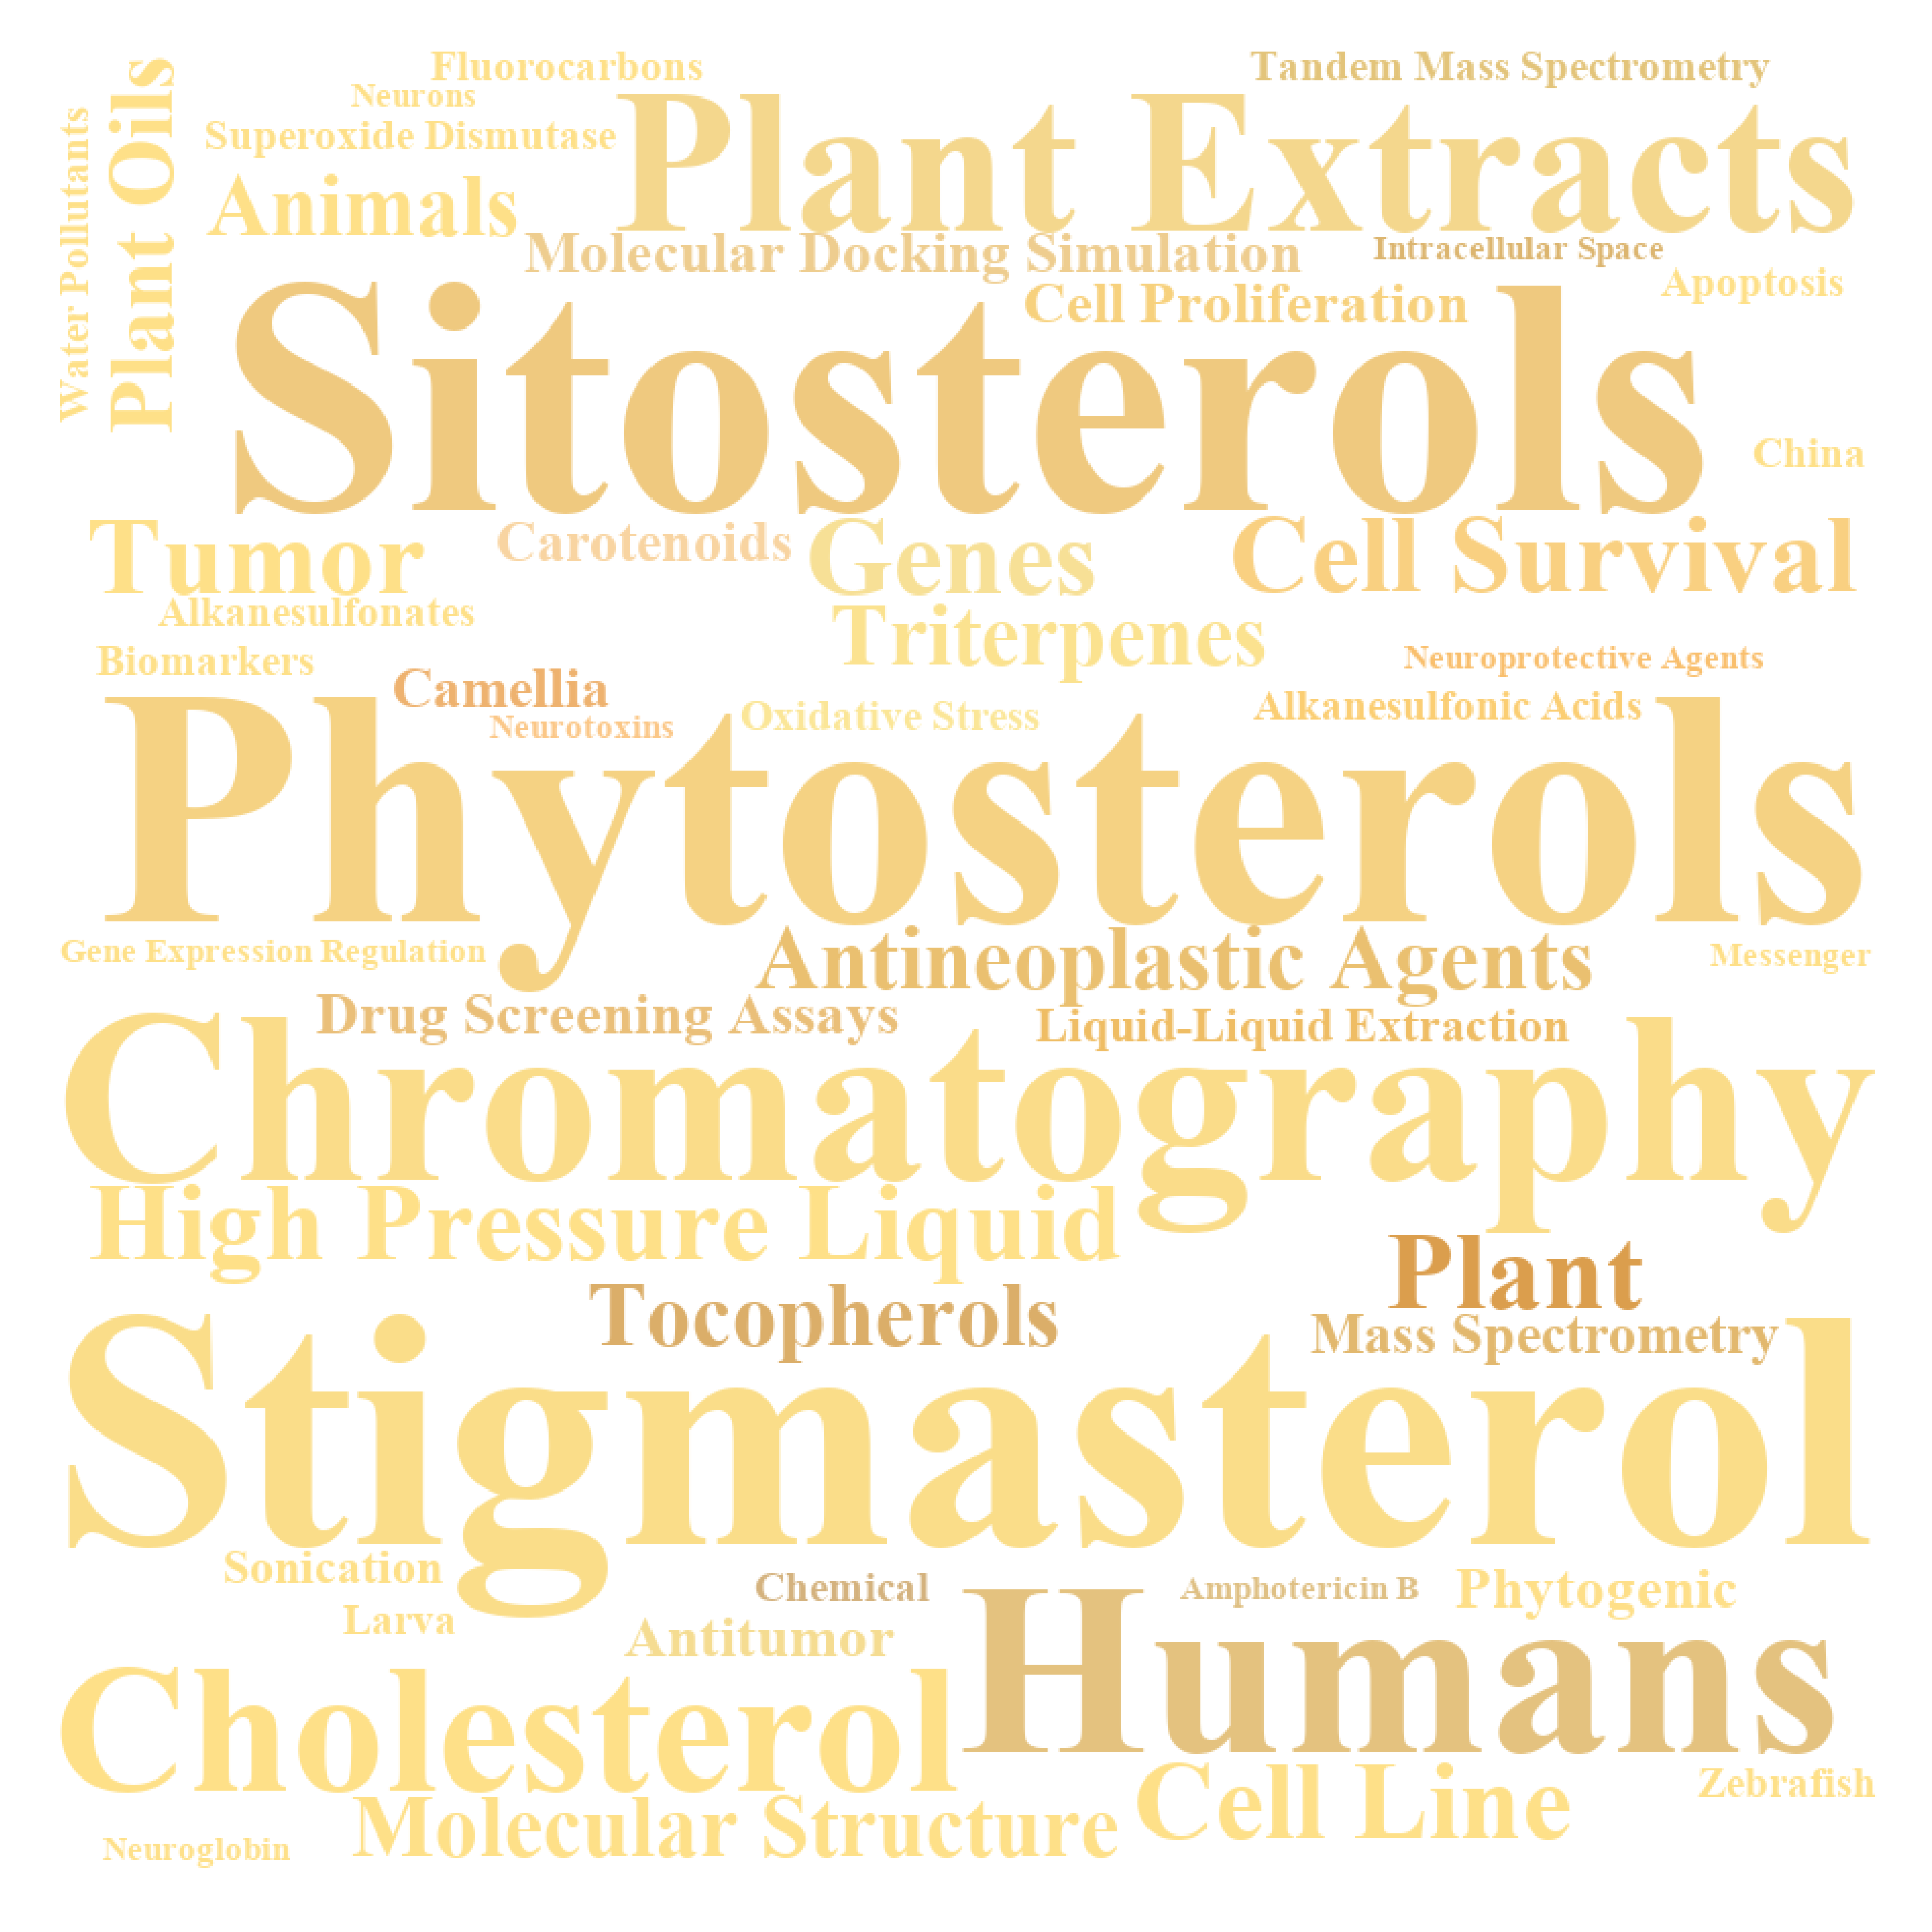 Fluorocarbons
Tandem Mass Spectrometry
Neurons
Superoxide Dismutase
Plant Extracts
Water Pollutants
Plant Oils
Animals
Molecular Docking Simulation
Intracellular Space
Apoptosis
Cell Proliferation
Sitosterols
China
Tumor
Carotenoids
Genes
Cell Survival
Alkanesulfonates
Triterpenes
Biomarkers
Neuroprotective Agents
Camellia
Alkanesulfonic Acids
Neurotoxins
Oxidative Stress
Phytosterols
Gene Expression Regulation
Antineoplastic Agents
Messenger
Drug Screening Assays
Liquid-Liquid Extraction
Chromatography
High Pressure Liquid
Plant
Tocopherols
Mass Spectrometry
Stigmasterol
Sonication
Chemical
Amphotericin B
Phytogenic
Larva
Antitumor
Humans
Cholesterol
Zebrafish
Cell Line
Molecular Structure
Neuroglobin